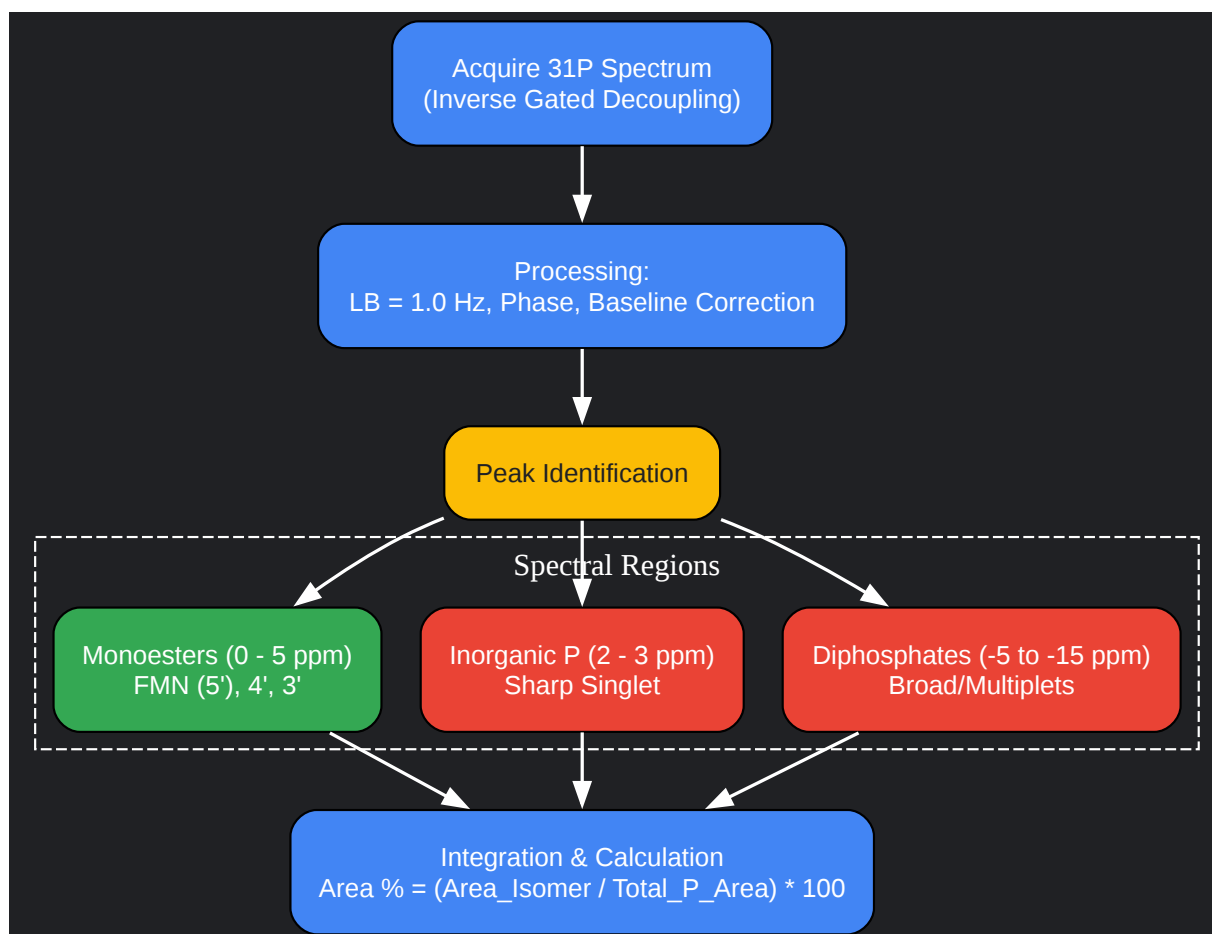 Acquire 31P Spectrum
(Inverse Gated Decoupling)
Processing:
LB = 1.0 Hz, Phase, Baseline Correction
Peak Identification
Spectral Regions
Monoesters (0 - 5 ppm)
FMN (5'), 4', 3'
Inorganic P (2 - 3 ppm)
Sharp Singlet
Diphosphates (-5 to -15 ppm)
Broad/Multiplets
Integration & Calculation
Area % = (Area_Isomer / Total_P_Area) * 100